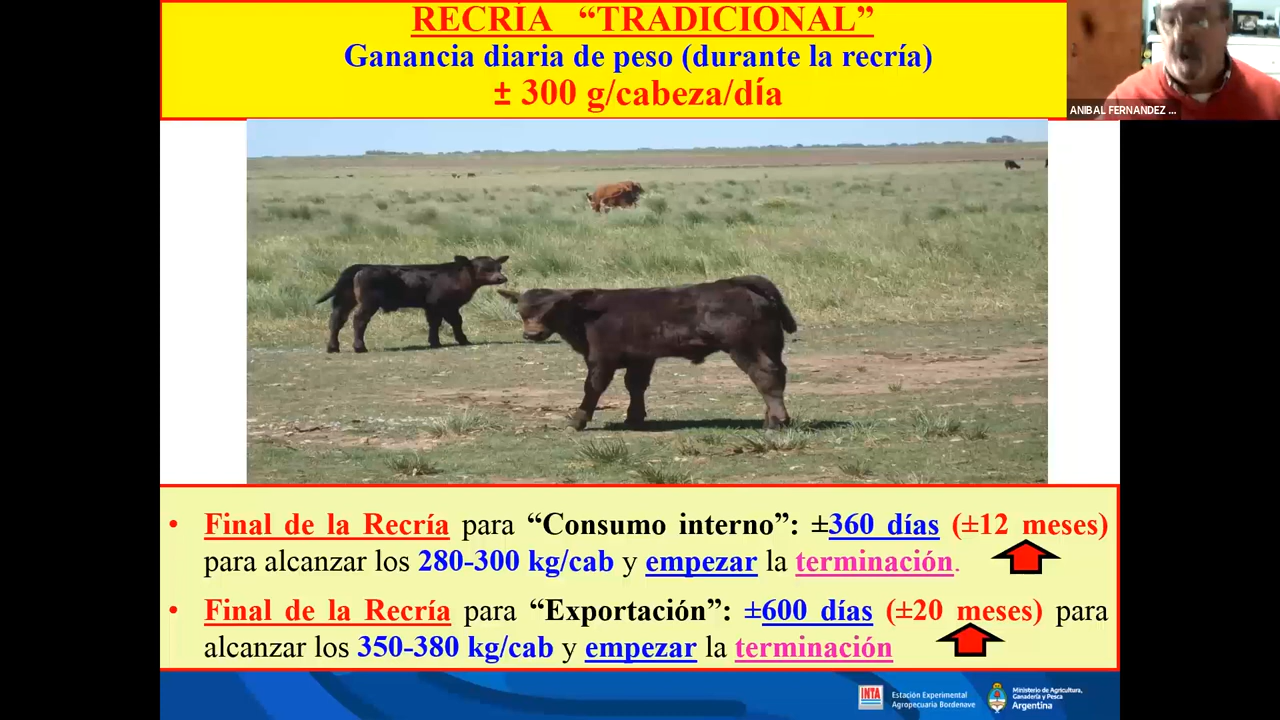 RECRÍA “TRADICIONAL”
Ganancia diaria de peso (durante la recría)
± 300 g/cabeza/día
ANIBAL FERNANDEZ ...
• Final de la Recría para “Consumo interno”: ±360 días (±12 meses)
para alcanzar los 280-300 kg/cab y empezar la terminación.
• Final de la Recría para “Exportación”: ±600 días (±20 meses) para
alcanzar los 350-380 kg/cab y empezar la terminación
INTA
Estación Experimental
Agropecuaria Bordenave
Ministerio de Agricultura,
Ganadería y Pesca
Argentina